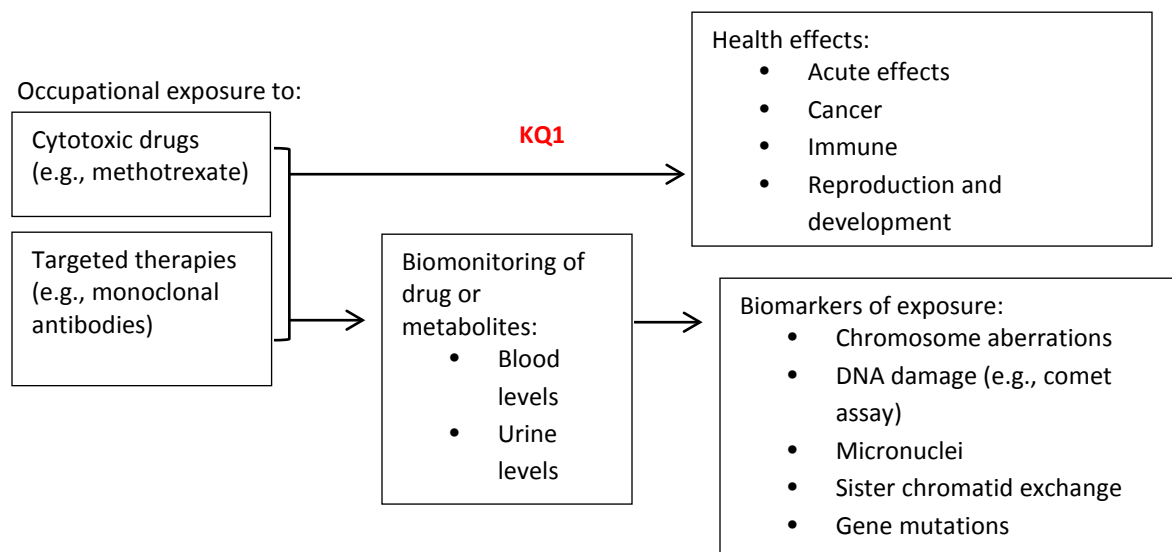 Occupational exposure to:
Cytotoxic drugs
(e.g., methotrexate)
Targeted therapies
(e.g., monoclonal
antibodies)
KQ1
Health effects:
• Acute effects
• Cancer
• Immune
• Reproduction and
development
Biomonitoring of
drug or
metabolites:
• Blood
levels
• Urine
levels
Biomarkers of exposure:
• Chromosome aberrations
• DNA damage (e.g., comet
assay)
• Micronuclei
• Sister chromatid exchange
• Gene mutations